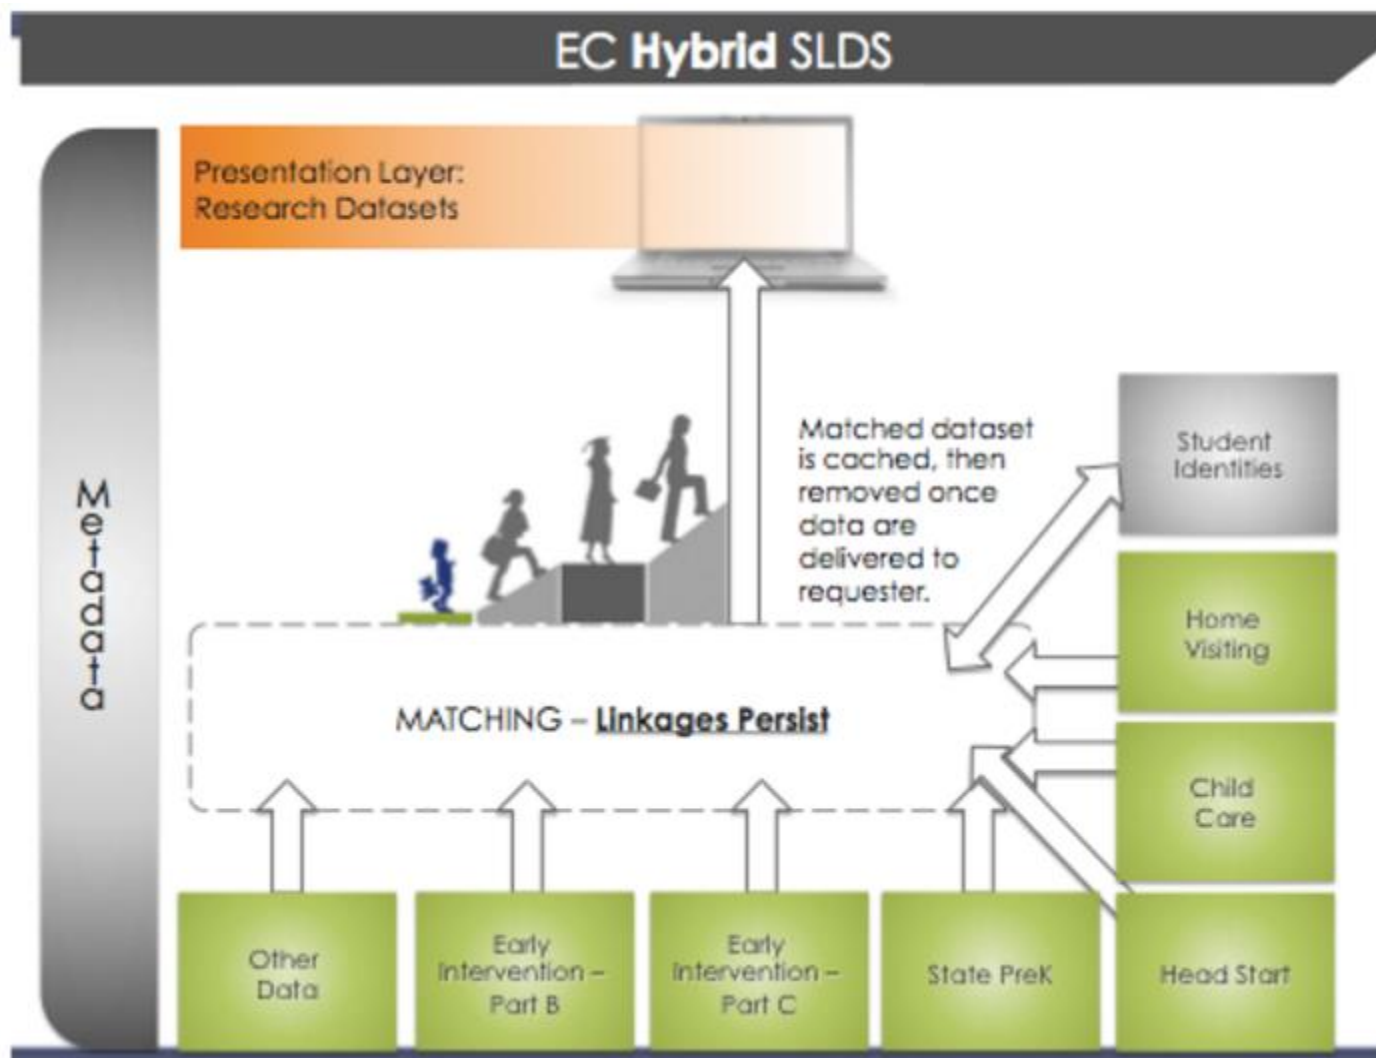 EC Hybrid SLDS
Presentation Layer:
Research Datasets
Metadata
Matched dataset
is cached, then
removed once
data are
delivered to
requester.
Student
Identities
Home
Visiting
MATCHING – Linkages Persist
Child
Care
Other
Data
Early
Intervention –
Part B
Early
Intervention –
Part C
State PreK
Head Start